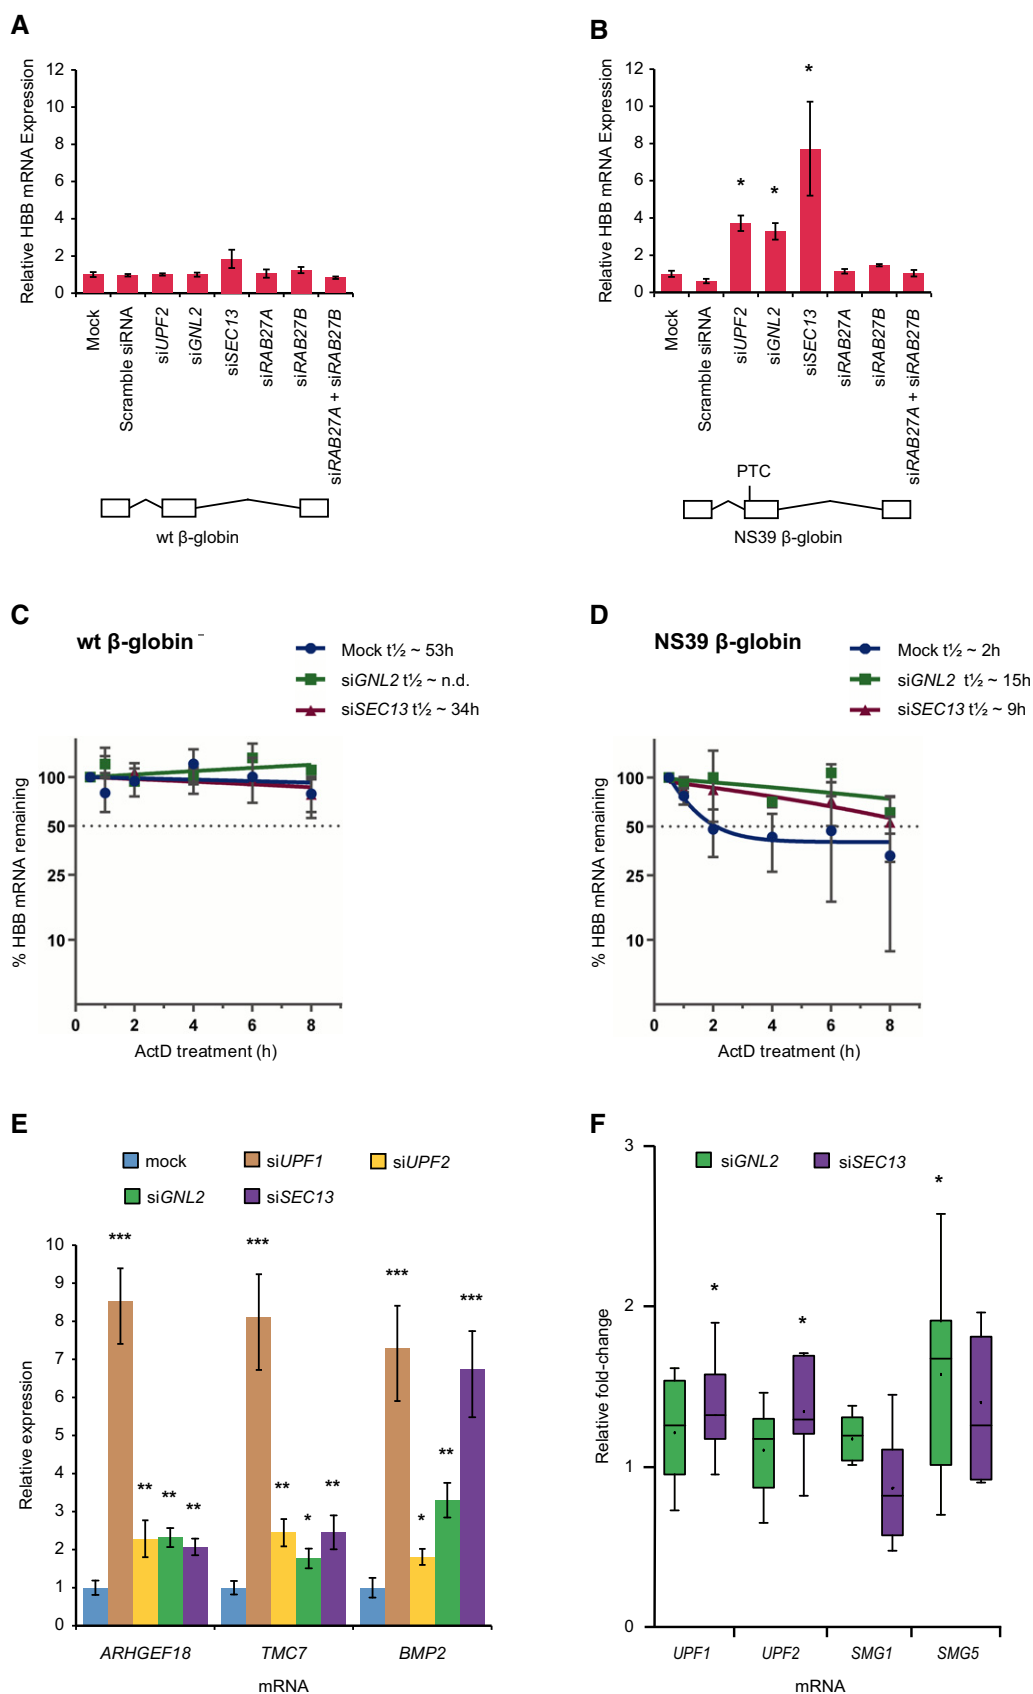 A
Relative HBB mRNA Expression
12
10
8
6
4
2
0
Mock
Scramble siRNA
siUPF2
siGNL2
siSEC13
siRAB27A
siRAB27B
siRAB27A + siRAB27B
wt β-globin
B
Relative HBB mRNA Expression
12
10
8
6
4
2
0
*
*
*
Mock
Scramble siRNA
siUPF2
siGNL2
siSEC13
siRAB27A
siRAB27B
siRAB27A + siRAB27B
PTC
NS39 β-globin
C
wt β-globin
Mock t½ ~ 53h
siGNL2 t½ ~ n.d.
siSEC13 t½ ~ 34h
% HBB mRNA remaining
100
50
25
10
0 2 4 6 8
ActD treatment (h)
D
NS39 β-globin
Mock t½ ~ 2h
siGNL2 t½ ~ 15h
siSEC13 t½ ~ 9h
% HBB mRNA remaining
100
50
25
10
0 2 4 6 8
ActD treatment (h)
E
mock siUPF1 siUPF2
siGNL2 siSEC13
Relative expression
10
9
8
7
6
5
4
3
2
1
0
*** ** ** **
*** ** * **
*** * ** ***
ARHGEF18 TMC7 BMP2
mRNA
F
siGNL2 siSEC13
Relative fold-change
3
2
1
0
* * *
UPF1 UPF2 SMG1 SMG5
mRNA